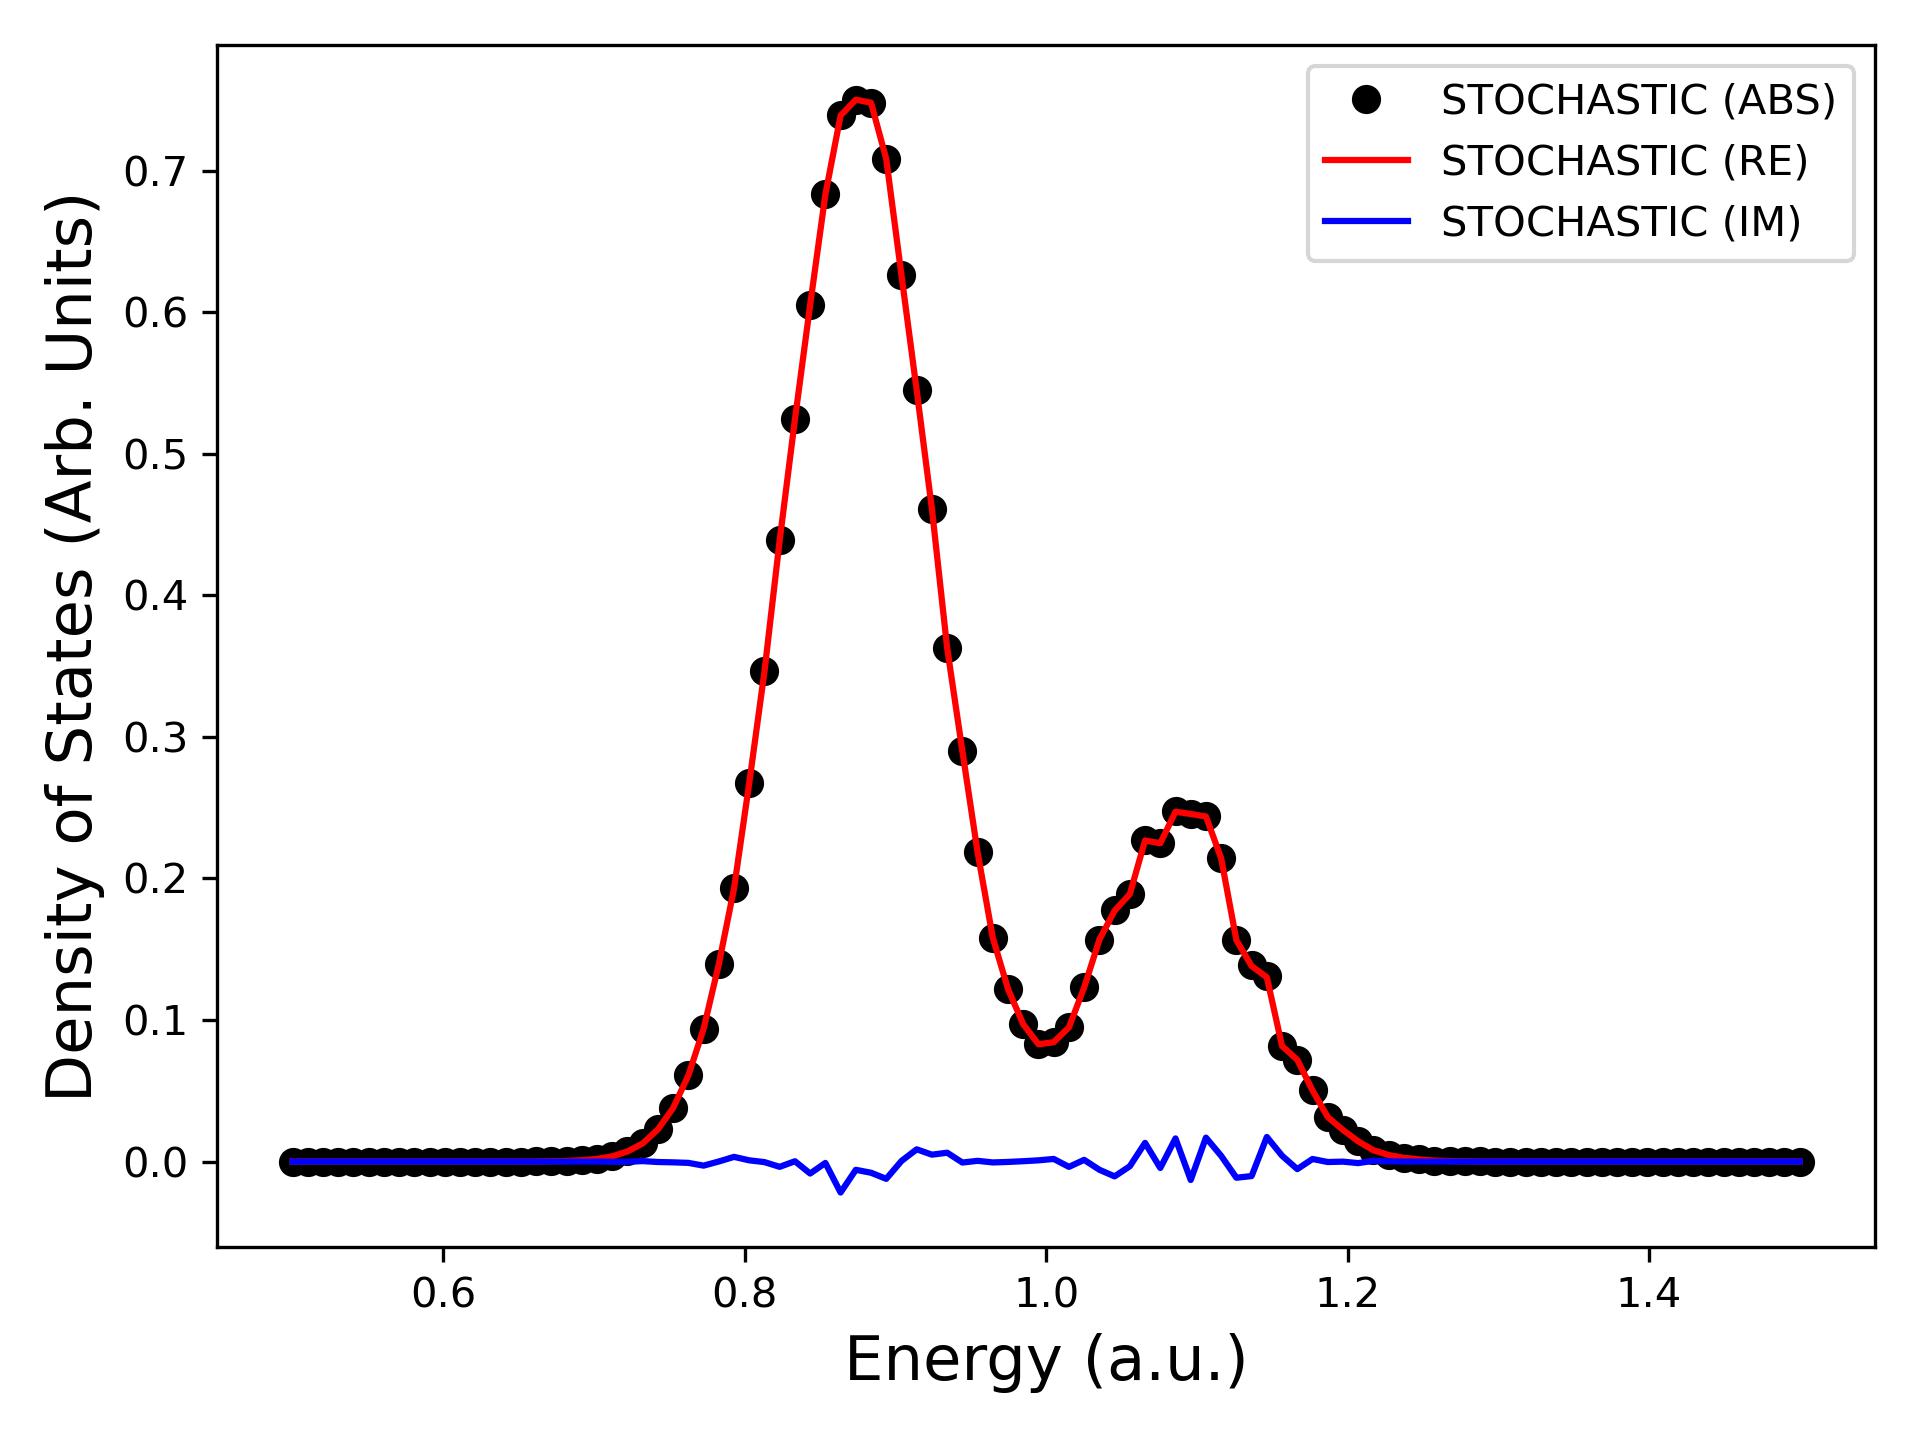 STOCHASTIC (ABS)
STOCHASTIC (RE)
STOCHASTIC (IM)
Density of States (Arb. Units)
0.7
0.6
0.5
0.4
0.3
0.2
0.1
0.0
0.6 0.8 1.0 1.2 1.4
Energy (a.u.)